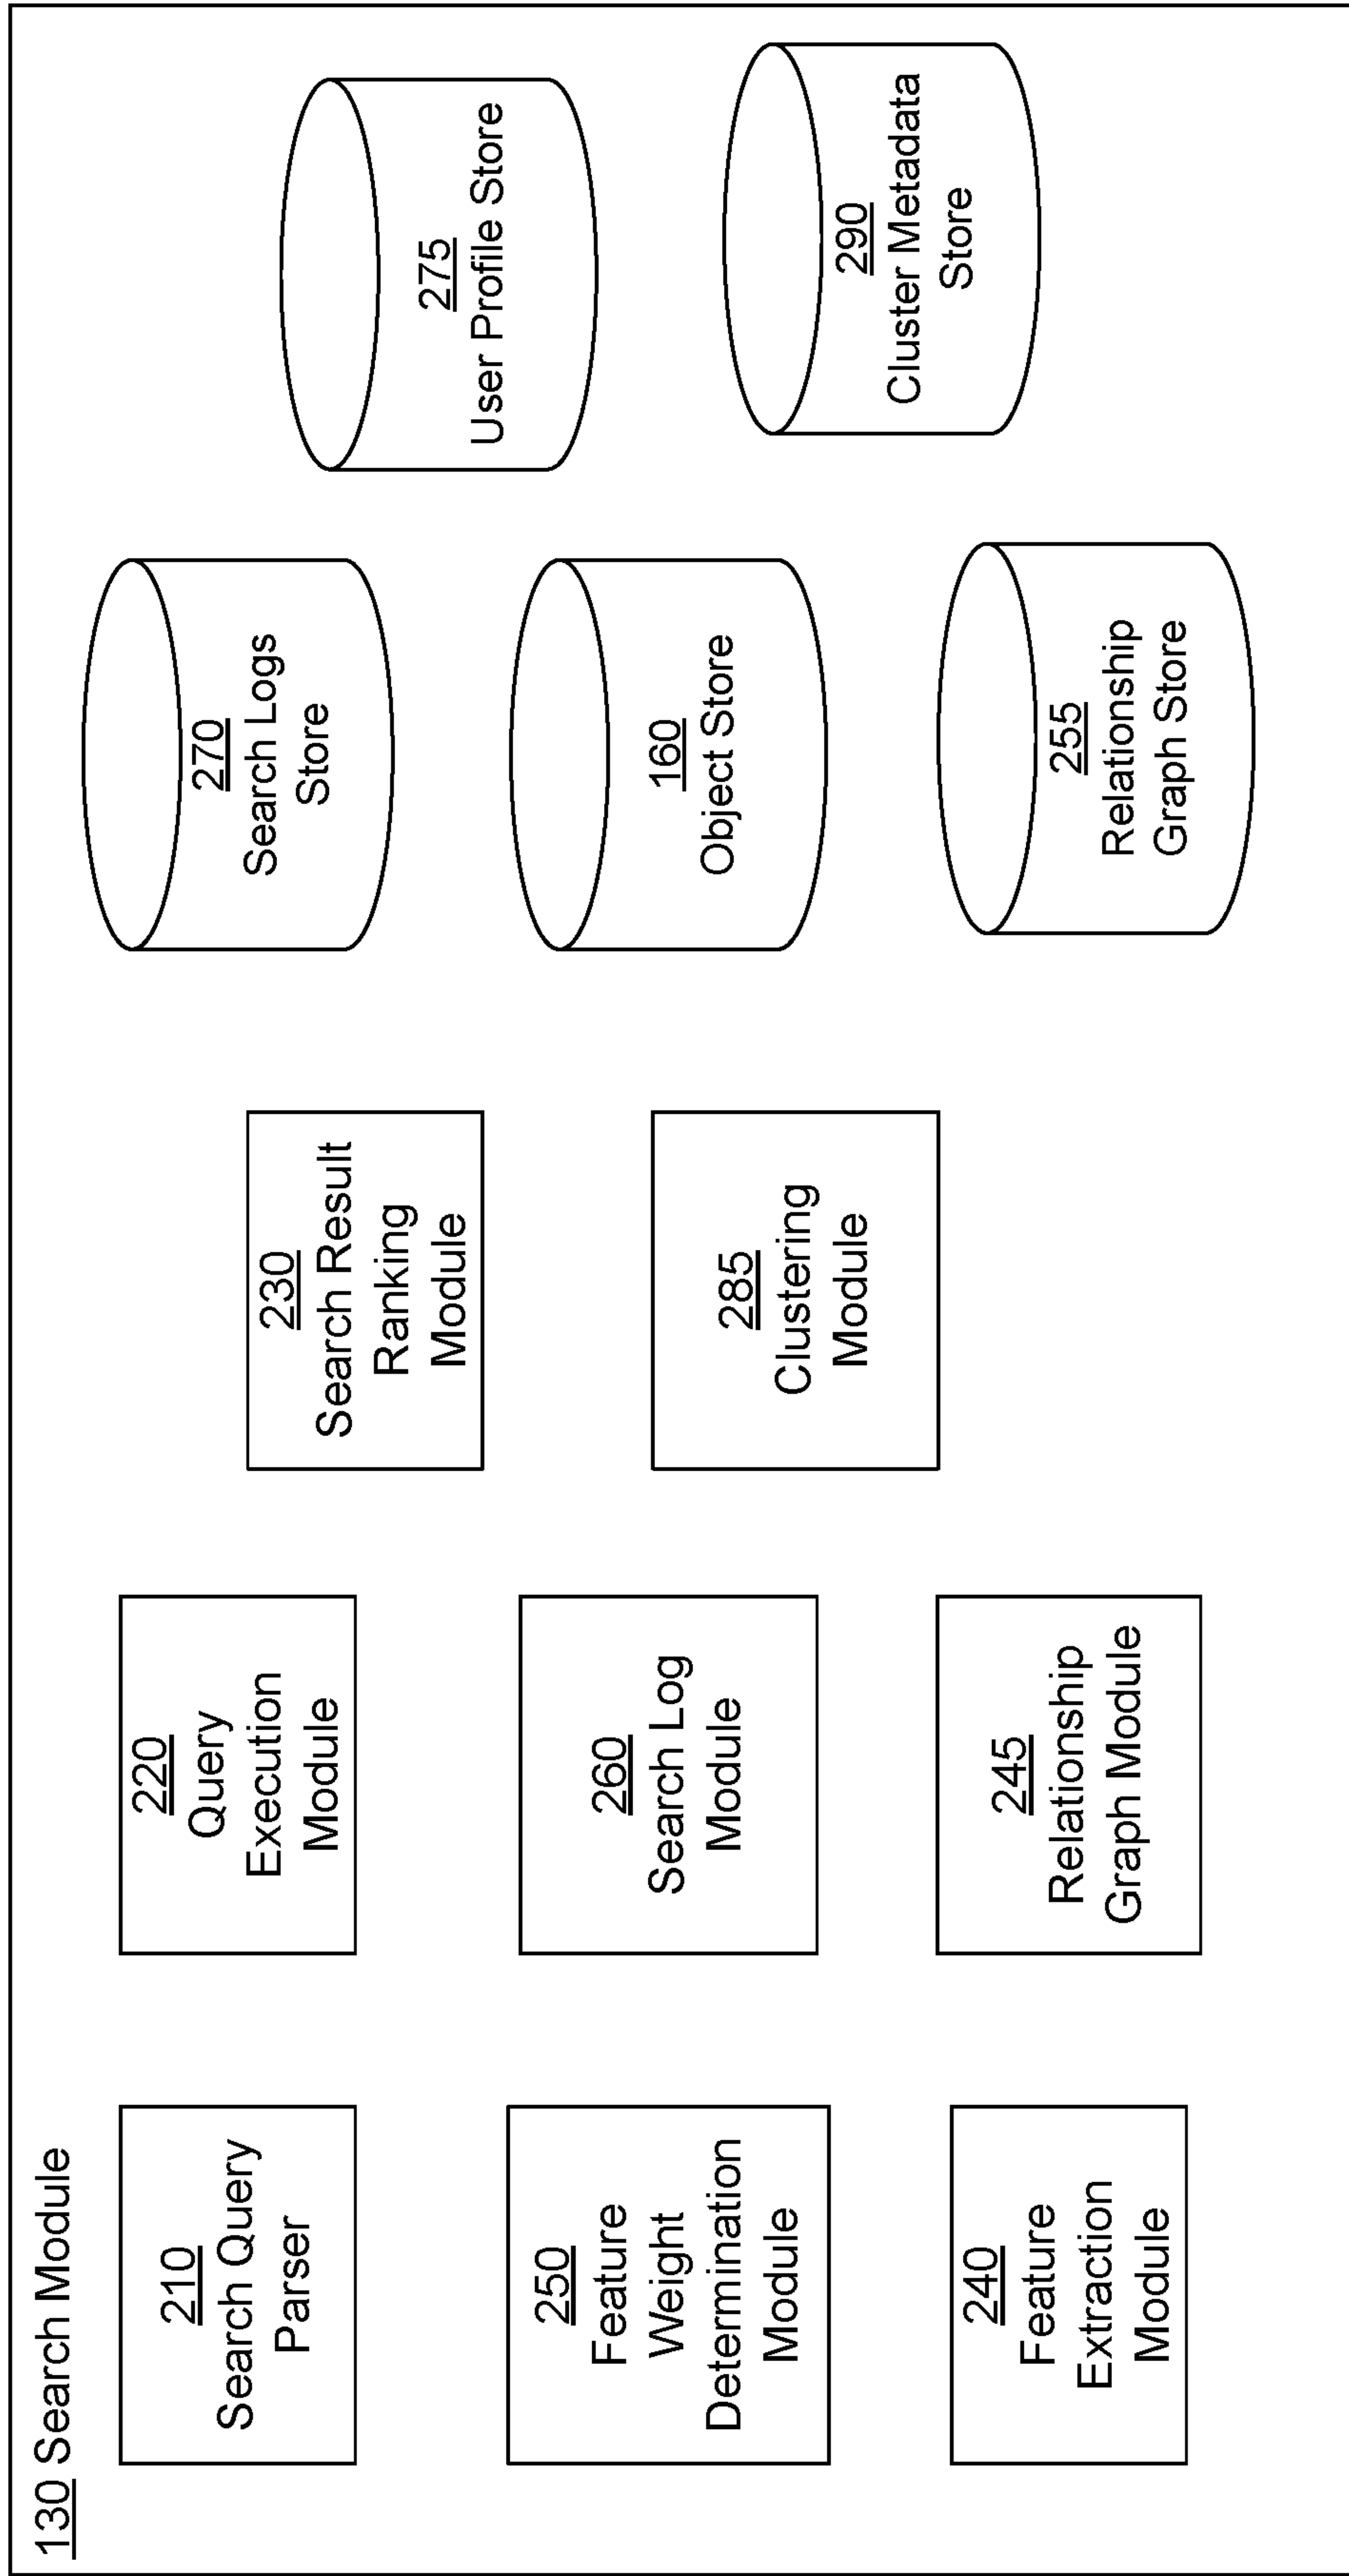 130 Search Module
210
Search Query
Parser
220
Query
Execution
Module
230
Search Result
Ranking
Module
270
Search Logs
Store
275
User Profile Store
250
Feature
Weight
Determination
Module
260
Search Log
Module
285
Clustering
Module
160
Object Store
290
Cluster Metadata
Store
240
Feature
Extraction
Module
245
Relationship
Graph Module
255
Relationship
Graph Store